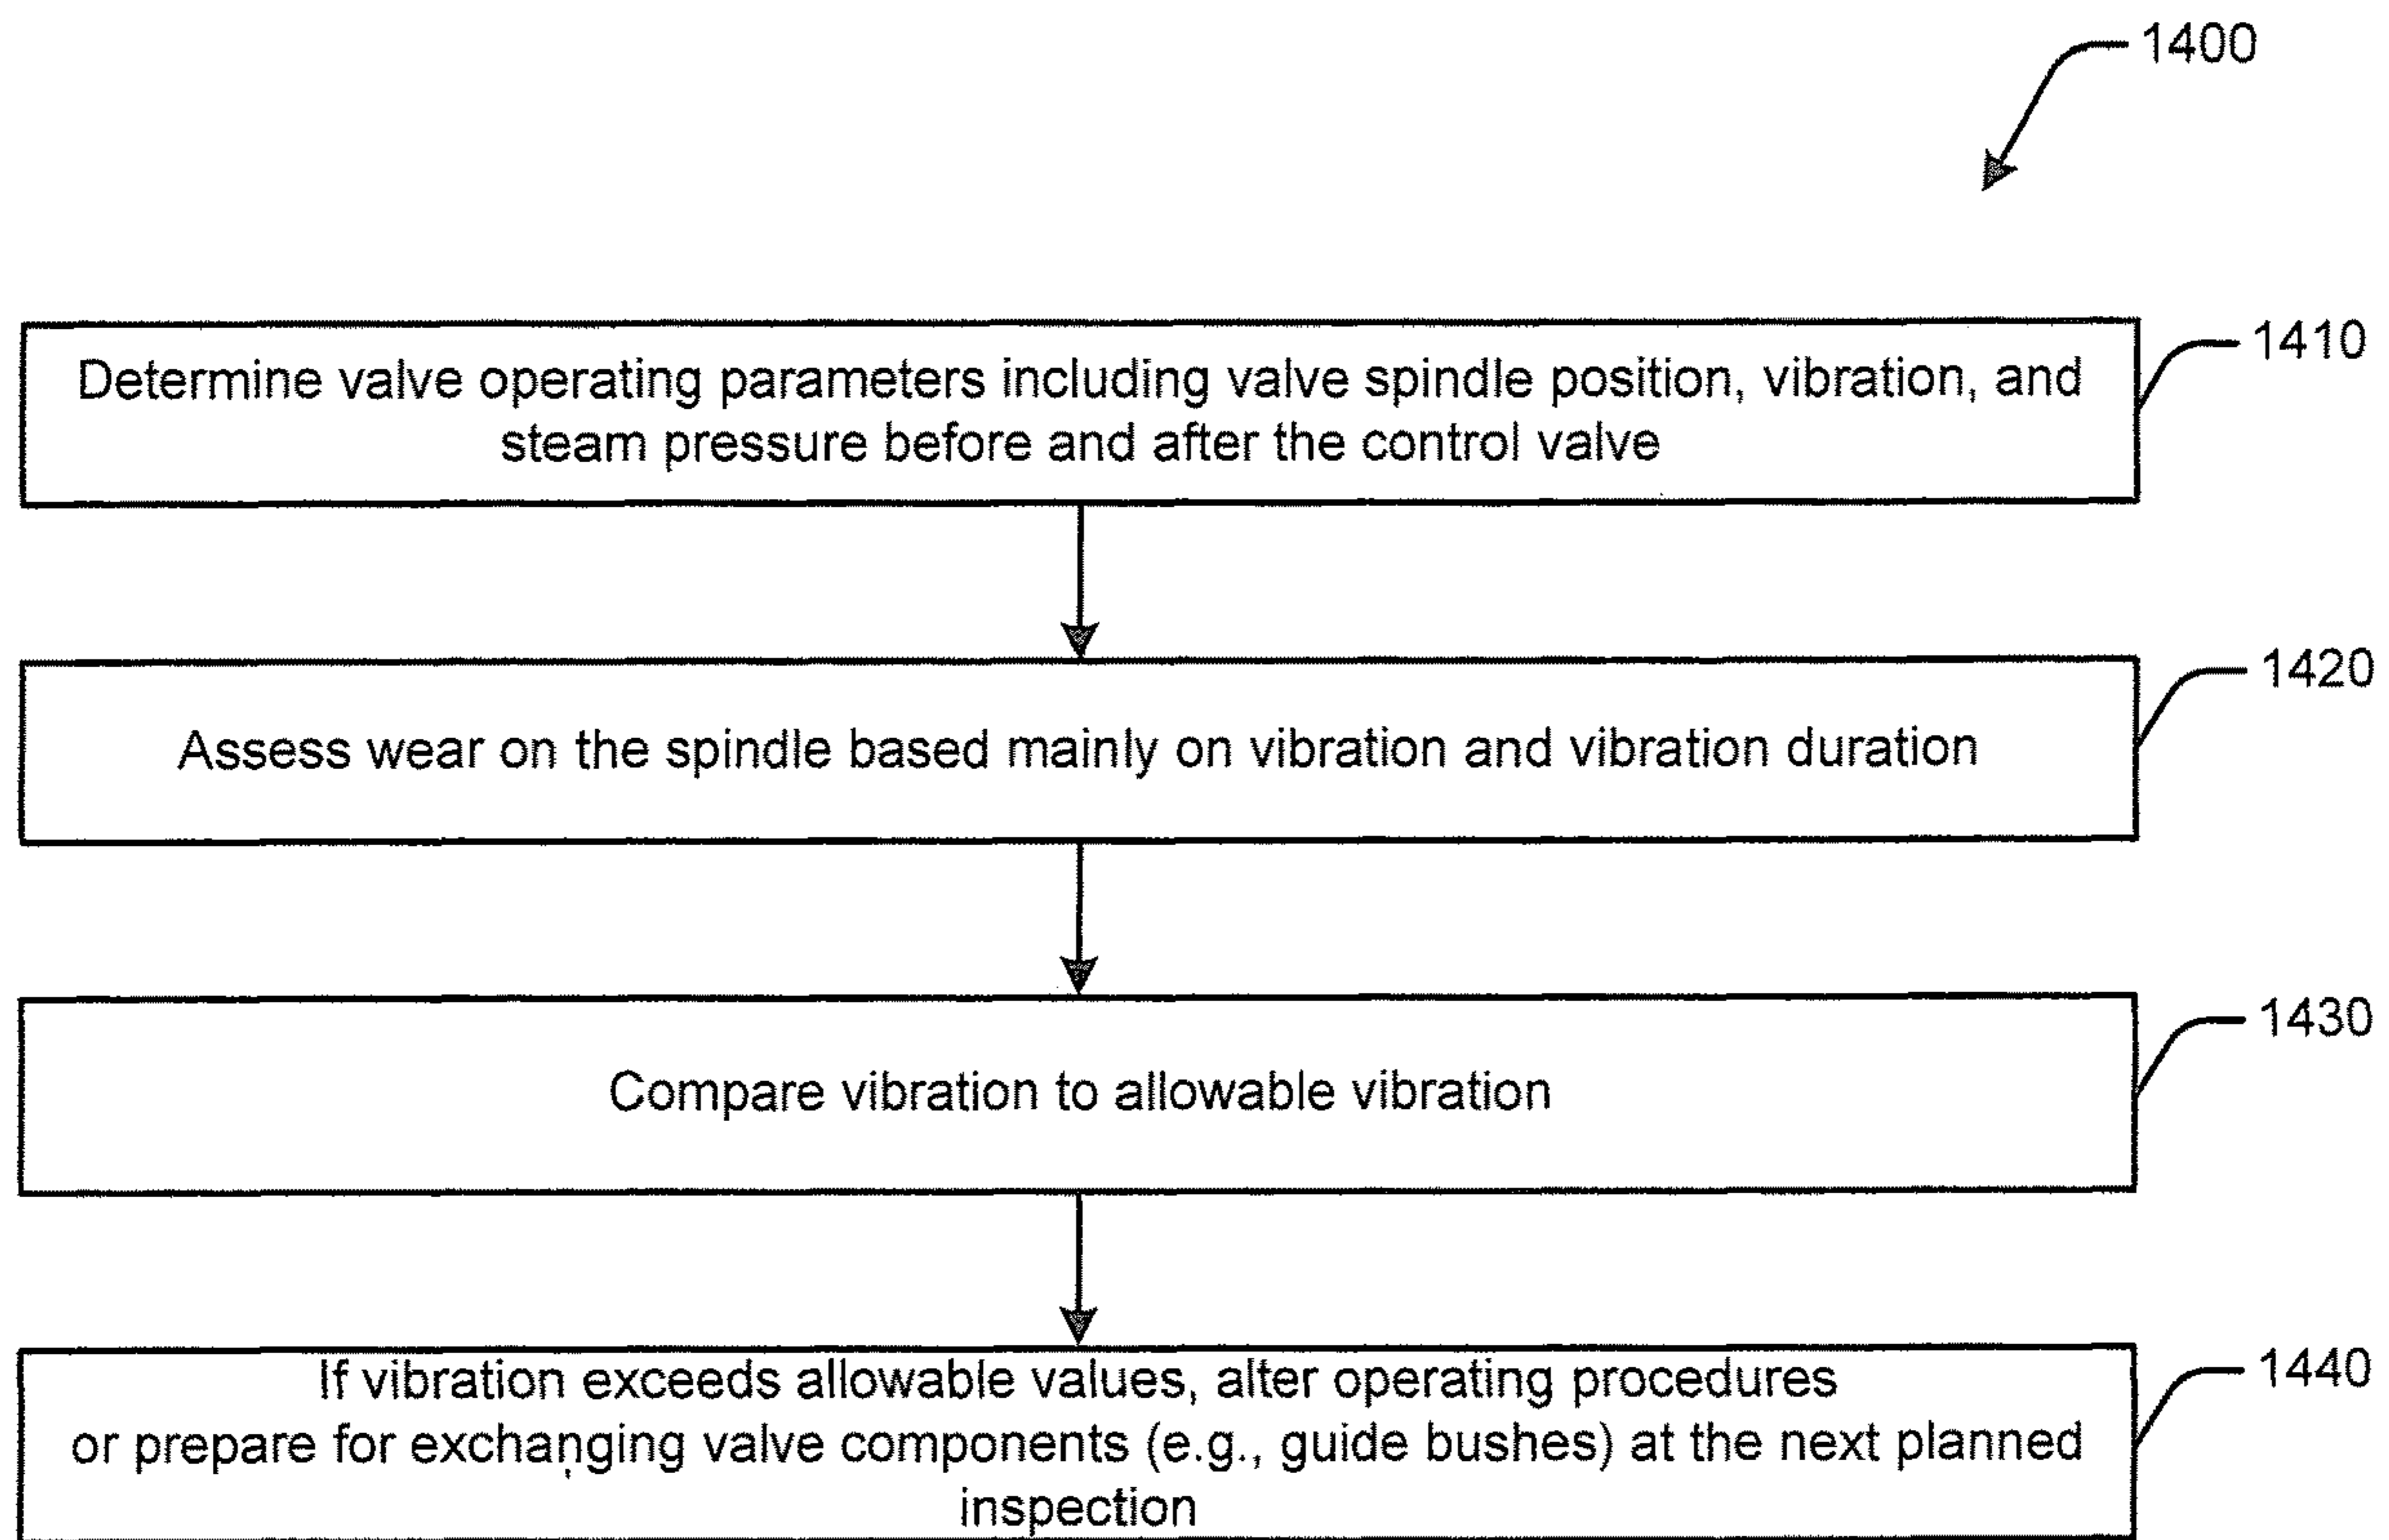 1400
Determine valve operating parameters including valve spindle position, vibration, and
steam pressure before and after the control valve
1410
Assess wear on the spindle based mainly on vibration and vibration duration
1420
Compare vibration to allowable vibration
1430
If vibration exceeds allowable values, alter operating procedures
or prepare for exchanging valve components (e.g., guide bushes) at the next planned
inspection
1440